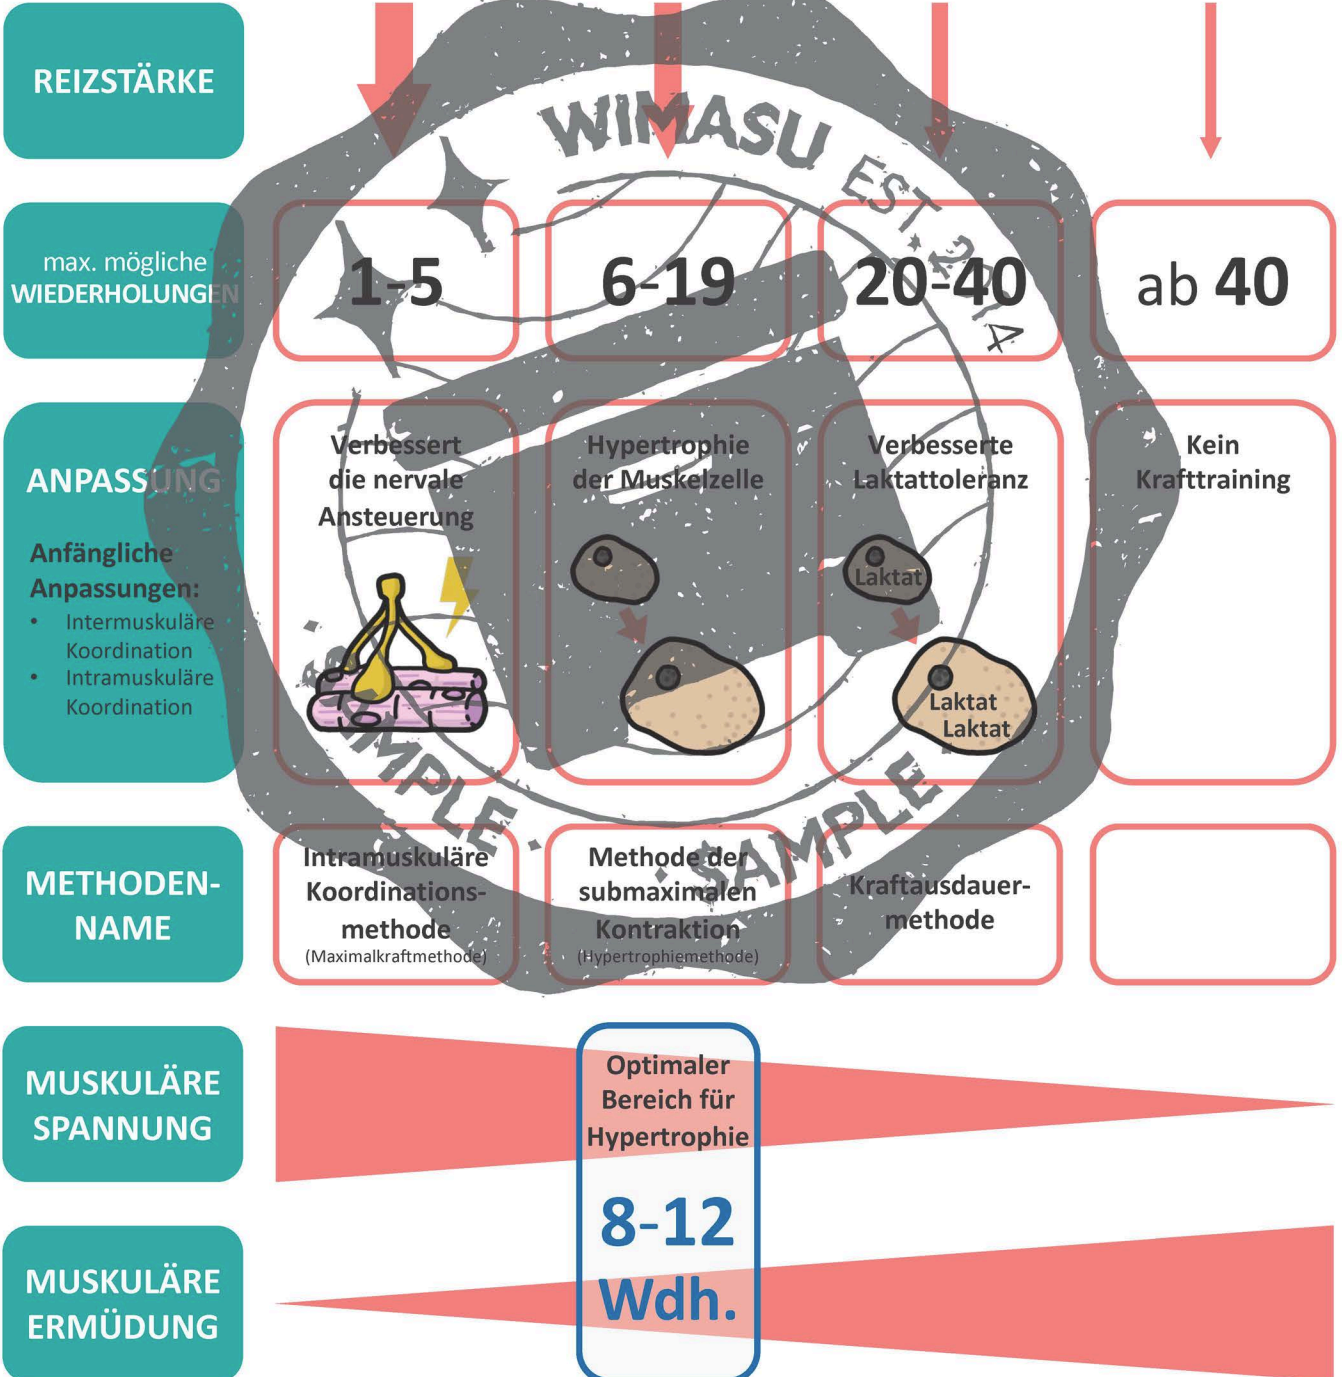 REIZSTÄRKE
WIMASU EST. 2014
max. mögliche
WIEDERHOLUNGEN
1-5
6-19
20-40
ab 40
ANPASSUNG
Anfängliche
Anpassungen:
• Intermuskuläre
Koordination
• Intramuskuläre
Koordination
Verbessert
die nervale
Ansteuerung
Hypertrophie
der Muskelzelle
Verbesserte
Laktattoleranz
Laktat
Laktat
Laktat
Kein
Krafttraining
SAMPLE · · SAMPLE
METHODEN-
NAME
Intramuskuläre
Koordinations-
methode
(Maximalkraftmethode)
Methode der
submaximalen
Kontraktion
(Hypertrophiemethode)
Kraftausdauer-
methode
MUSKULÄRE
SPANNUNG
Optimaler
Bereich für
Hypertrophie
8-12
Wdh.
MUSKULÄRE
ERMÜDUNG